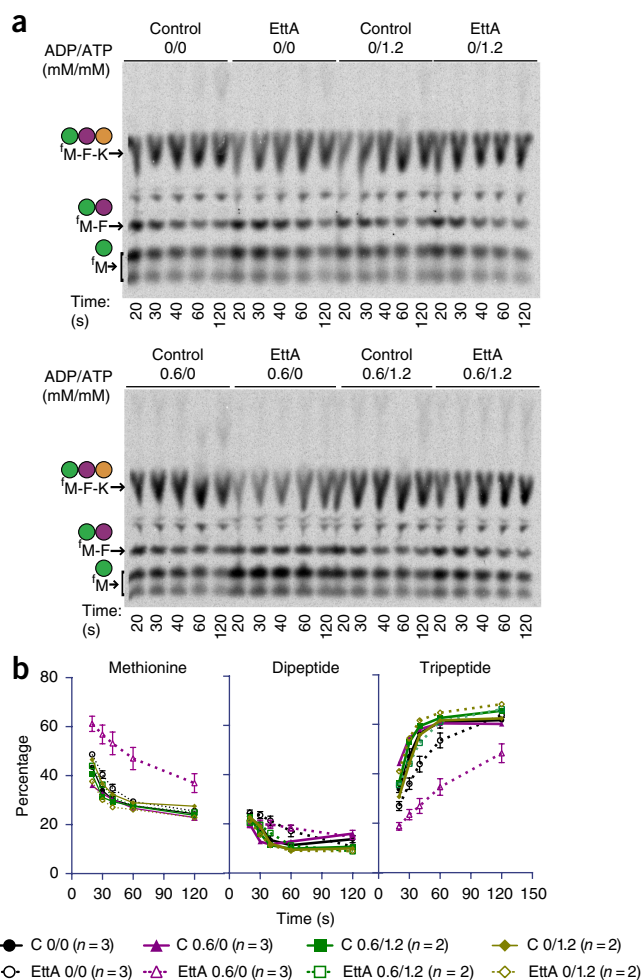 a
Control EttA Control EttA
ADP/ATP 0/0 0/0 0/1.2 0/1.2
(mM/mM)
fM-F-K→
fM-F→
fM→
Time: 20 30 40 60 120 20 30 40 60 120 20 30 40 60 120 20 30 40 60 120
(s)
Control EttA Control EttA
ADP/ATP 0.6/0 0.6/0 0.6/1.2 0.6/1.2
(mM/mM)
fM-F-K→
fM-F→
fM→
Time: 20 30 40 60 120 20 30 40 60 120 20 30 40 60 120 20 30 40 60 120
(s)
b
Methionine Dipeptide Tripeptide
Percentage
80
60
40
20
0
0 30 60 90 120 0 30 60 90 120 0 30 60 90 120 150
Time (s)
C 0/0 (n = 3) C 0.6/0 (n = 3) C 0.6/1.2 (n = 2) C 0/1.2 (n = 2)
EttA 0/0 (n = 3) EttA 0.6/0 (n = 3) EttA 0.6/1.2 (n = 2) EttA 0/1.2 (n = 2)